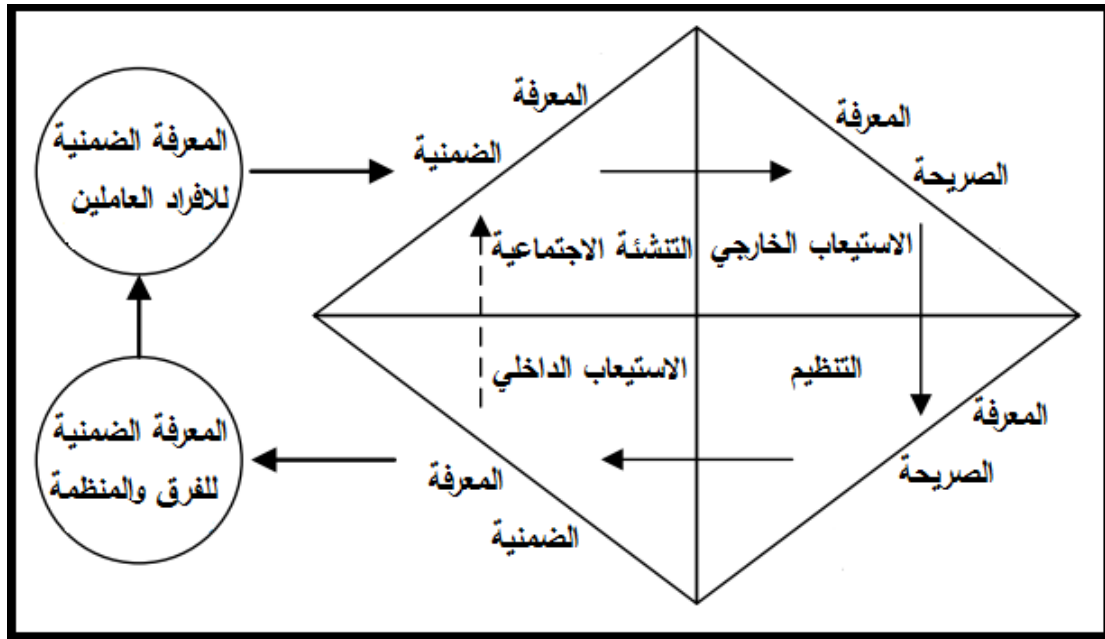 المعرفة الضمنية
للافراد العاملين
المعرفة
الضمنية
المعرفة
الصريحة
التنشئة الاجتماعية
الاستيعاب الخارجي
الاستيعاب الداخلي
التنظيم
المعرفة
الصريحة
المعرفة
الضمنية
المعرفة الضمنية
للفرق والمنظمة